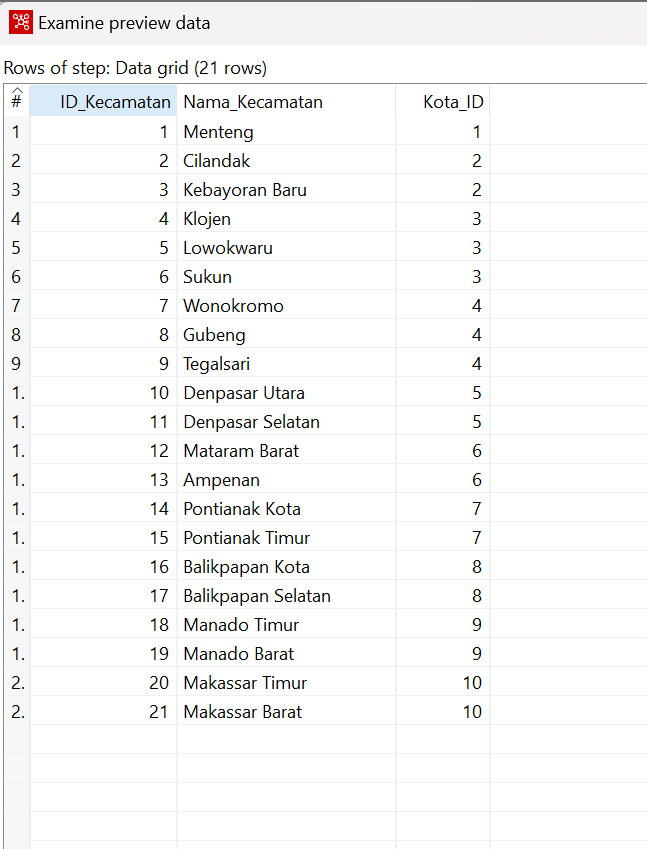 Examine preview data
Rows of step: Data grid (21 rows)
# ID_Kecamatan Nama_Kecamatan Kota_ID
1 1 Menteng 1
2 2 Cilandak 2
3 3 Kebayoran Baru 2
4 4 Klojen 3
5 5 Lowokwaru 3
6 6 Sukun 3
7 7 Wonokromo 4
8 8 Gubeng 4
9 9 Tegalsari 4
1. 10 Denpasar Utara 5
1. 11 Denpasar Selatan 5
1. 12 Mataram Barat 6
1. 13 Ampenan 6
1. 14 Pontianak Kota 7
1. 15 Pontianak Timur 7
1. 16 Balikpapan Kota 8
1. 17 Balikpapan Selatan 8
1. 18 Manado Timur 9
1. 19 Manado Barat 9
2. 20 Makassar Timur 10
2. 21 Makassar Barat 10